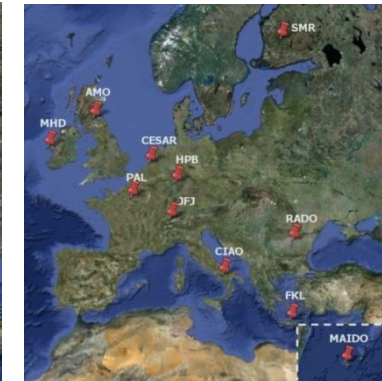 SMR
AMO
MHD
CESAR
HPB
PAL
JFJ
RADO
CIAO
FKL
MAIDO